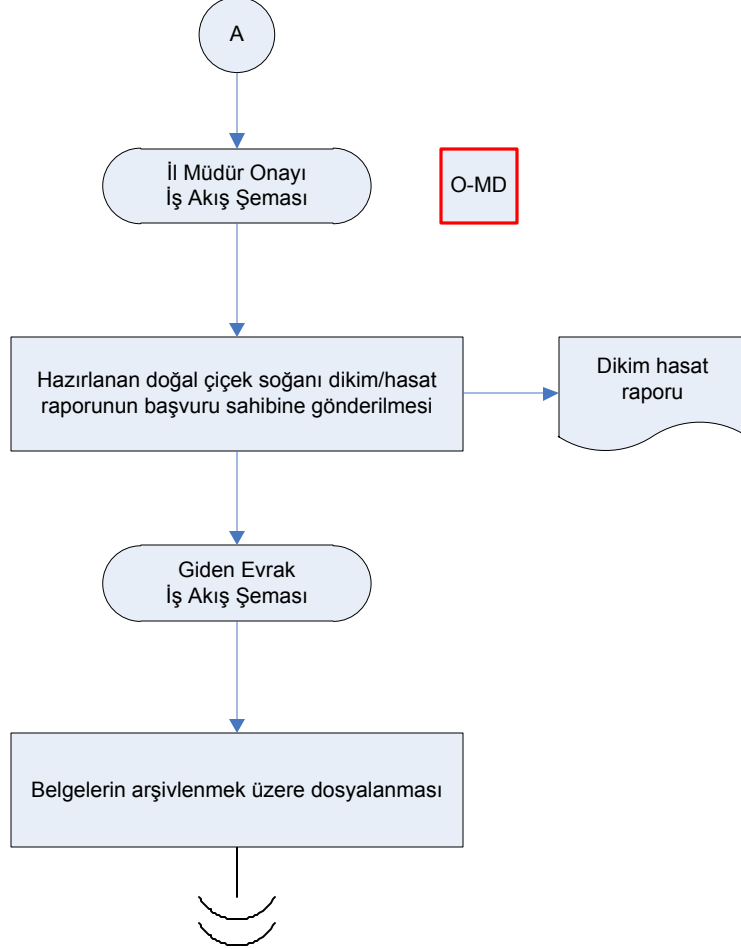 A
İl Müdür Onayı
İş Akış Şeması
O-MD
Hazırlanan doğal çiçek soğanı dikim/hasat
raporunun başvuru sahibine gönderilmesi
Dikim hasat
raporu
Giden Evrak
İş Akış Şeması
Belgelerin arşivlenmek üzere dosyalanması